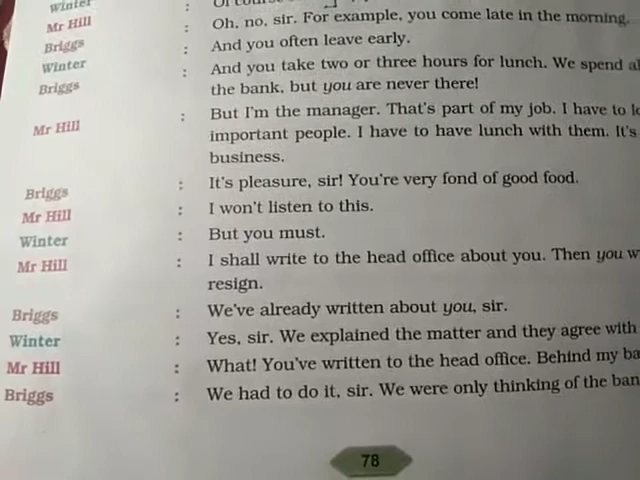 Winter : Of course
Mr Hill : Oh, no, sir. For example, you come late in the morning.
Briggs : And you often leave early.
Winter : And you take two or three hours for lunch. We spend
Briggs the bank, but you are never there!
Mr Hill : But I'm the manager. That's part of my job. I have to
important people. I have to have lunch with them. It's
business.
Briggs : It's pleasure, sir! You're very fond of good food.
Mr Hill : I won't listen to this.
Winter : But you must.
Mr Hill : I shall write to the head office about you. Then you
resign.
Briggs : We've already written about you, sir.
Winter : Yes, sir. We explained the matter and they agree with
Mr Hill : What! You've written to the head office. Behind my
Briggs : We had to do it, sir. We were only thinking of the
78